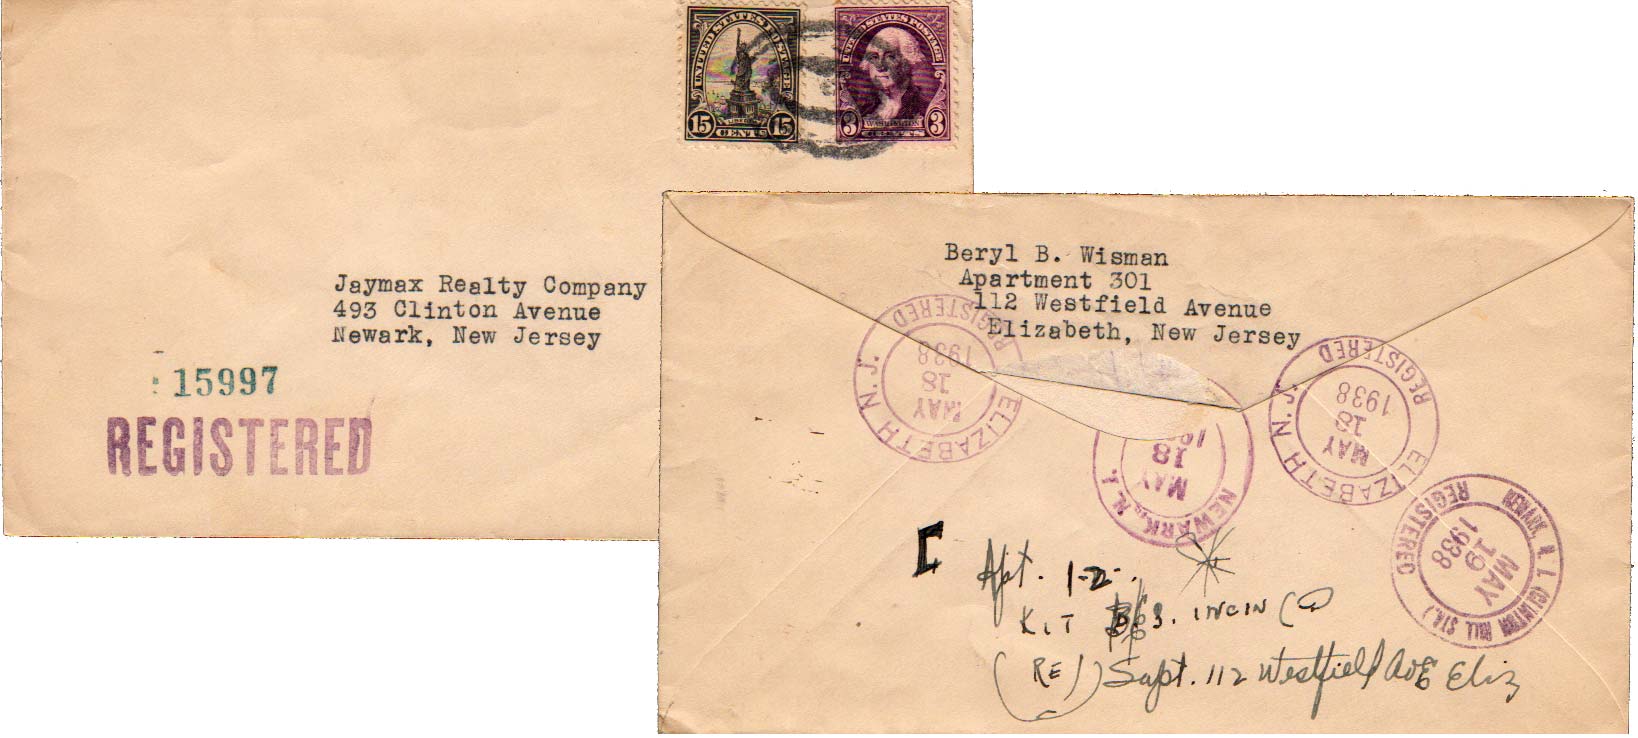 UNITED STATES POSTAGE
LIBERTY
15 CENTS 15
UNITED STATES POSTAGE
WASHINGTON
3 CENTS 3
Jaymax Realty Company
493 Clinton Avenue
Newark, New Jersey
15997
REGISTERED
Beryl B. Wisman
Apartment 301
112 Westfield Avenue
Elizabeth, New Jersey
ELIZABETH N. J. REGISTERED
MAY
18
1938
NEWARK, N. J.
MAY
18
ELIZABETH N. J. REGISTERED
MAY
18
1938
NEWARK, N. J. (CLINTON HILL STA.) REGISTERED
MAY
19
1938
Apt. 1-2
KIT INCIN
(RE) Supt. 112 Westfield AvE Eliz